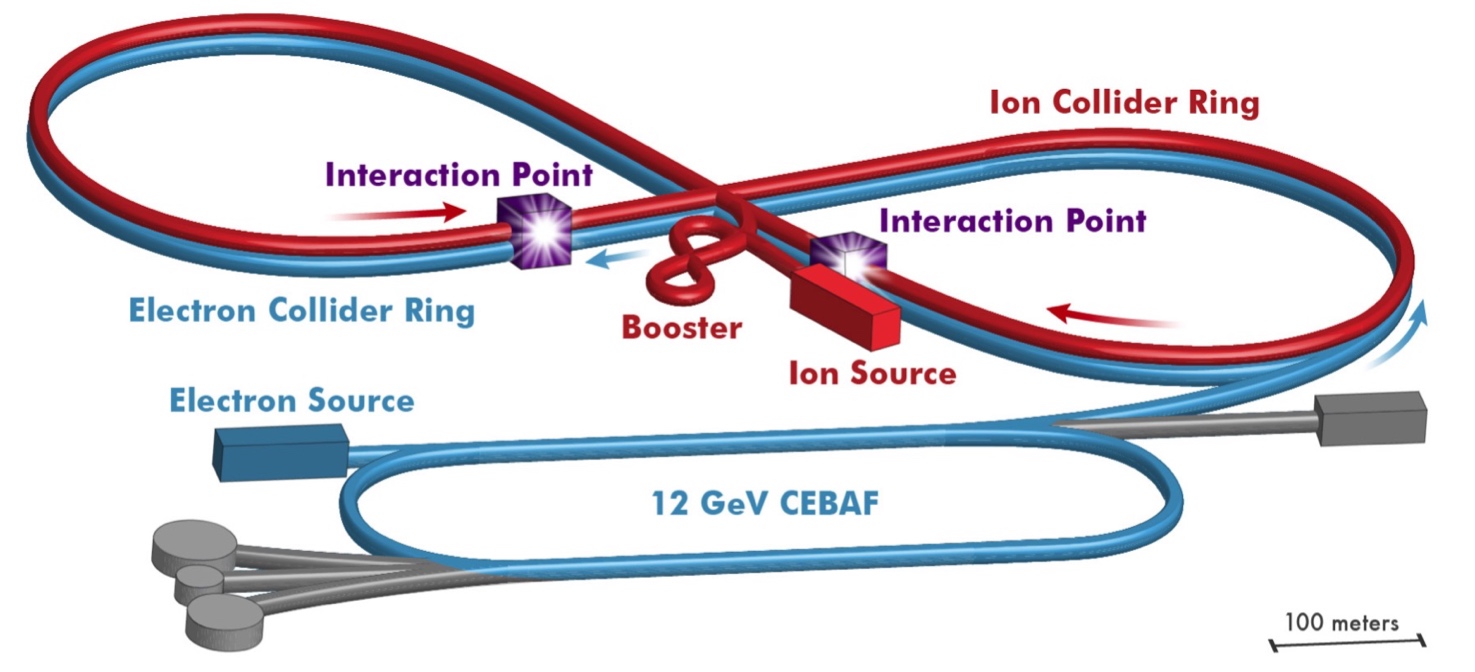 Ion Collider Ring
Interaction Point
Interaction Point
Electron Collider Ring
Booster
Ion Source
Electron Source
12 GeV CEBAF
100 meters